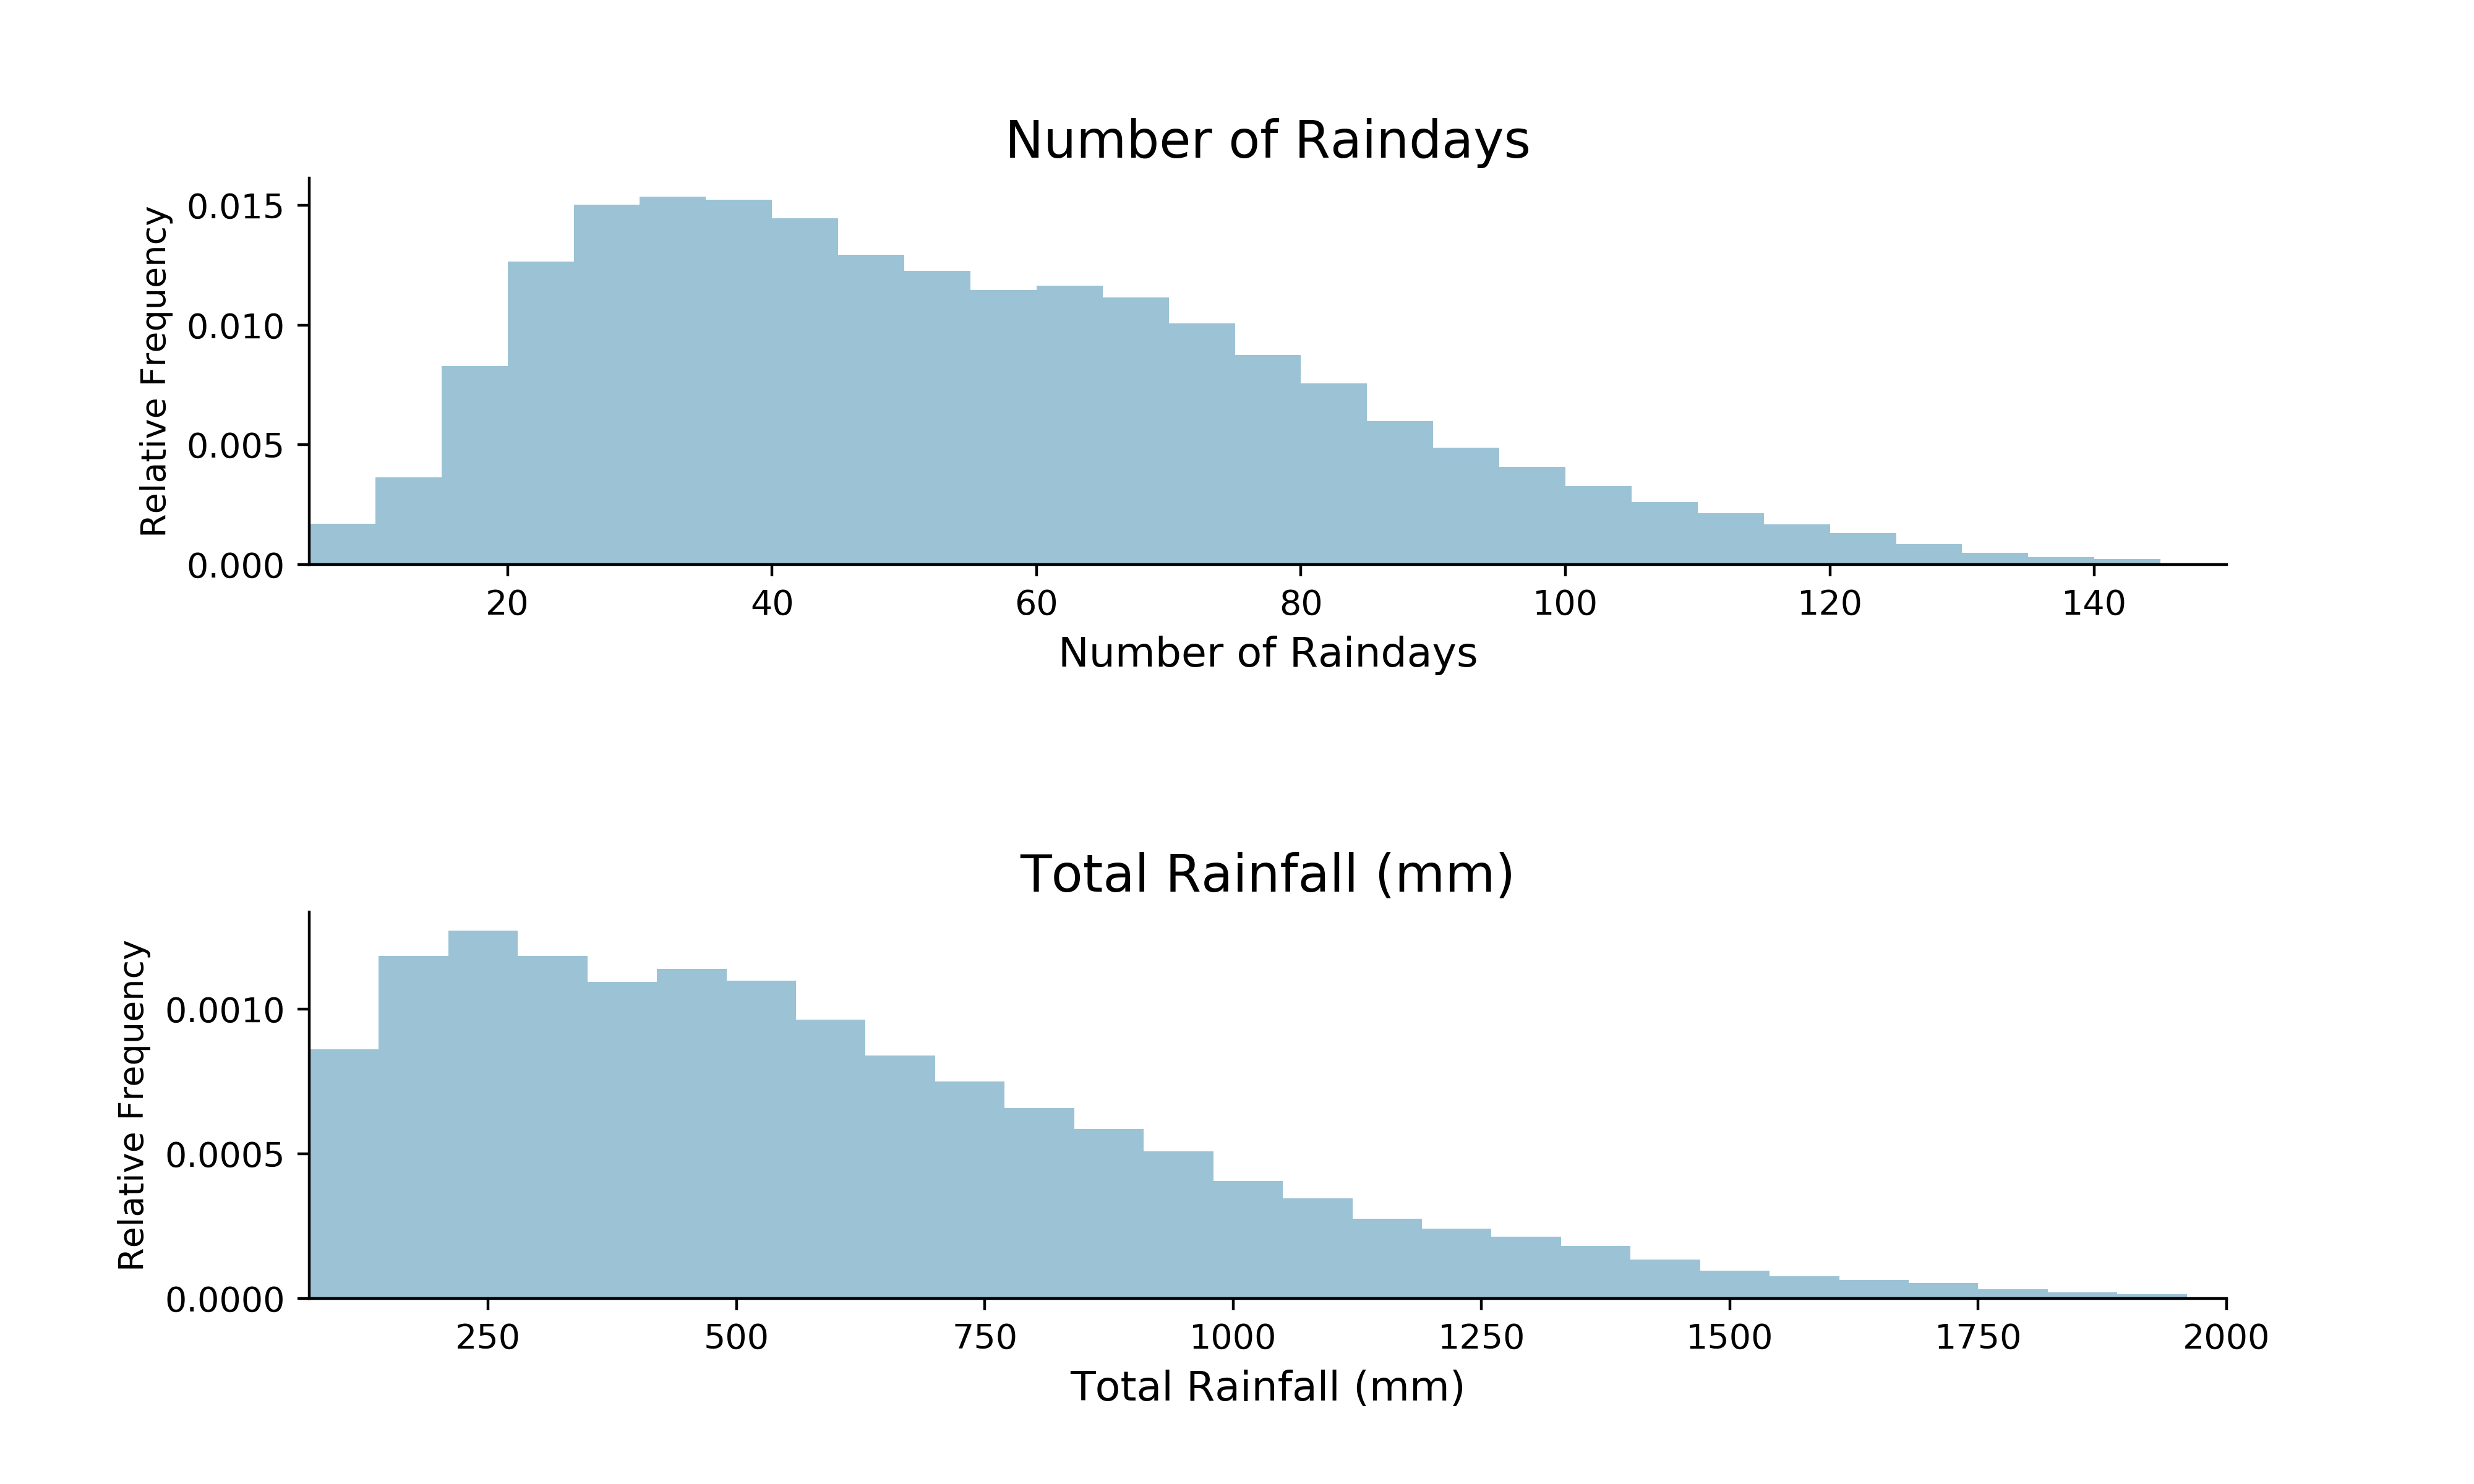 Number of Raindays
Relative Frequency
0.015
0.010
0.005
0.000
20 40 60 80 100 120 140
Number of Raindays
Total Rainfall (mm)
Relative Frequency
0.0010
0.0005
0.0000
250 500 750 1000 1250 1500 1750 2000
Total Rainfall (mm)